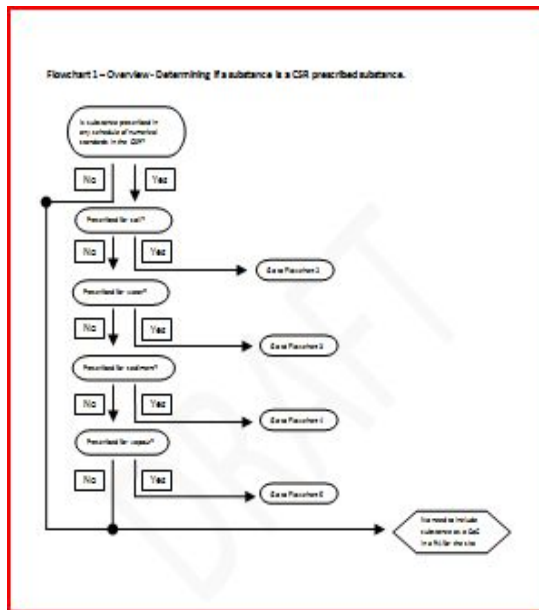 Flowchart 1 – Overview - Determining if a substance is a CSR prescribed substance.
Is substance prescribed in
any schedule of numerical
standards in the CSR?
No
Yes
Prescribed for soil?
No
Yes
Go to Flowchart 2
Prescribed for water?
No
Yes
Go to Flowchart 3
Prescribed for sediment?
No
Yes
Go to Flowchart 4
Prescribed for vapour?
No
Yes
Go to Flowchart 5
No need to include
substance as a CoC
in a PSI for the site
DRAFT